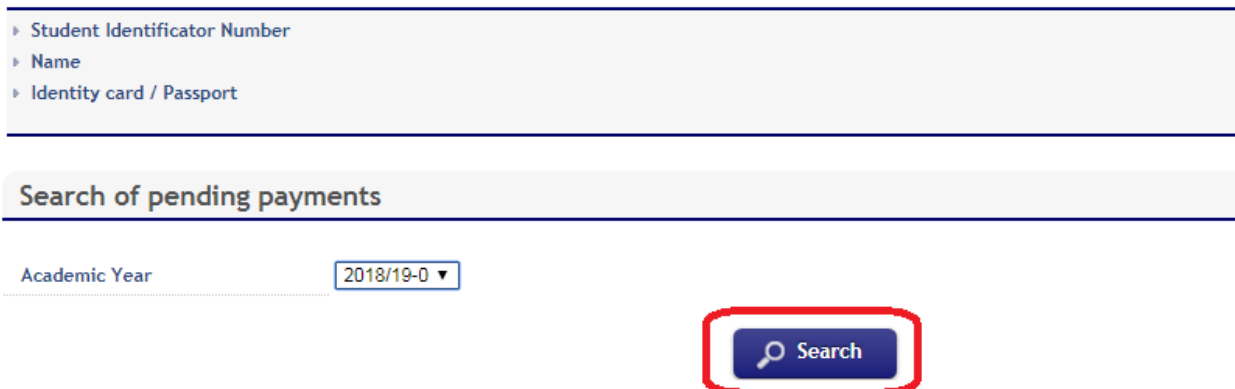 Student Identificator Number
Name
Identity card / Passport
Search of pending payments
Academic Year 2018/19-0
Search